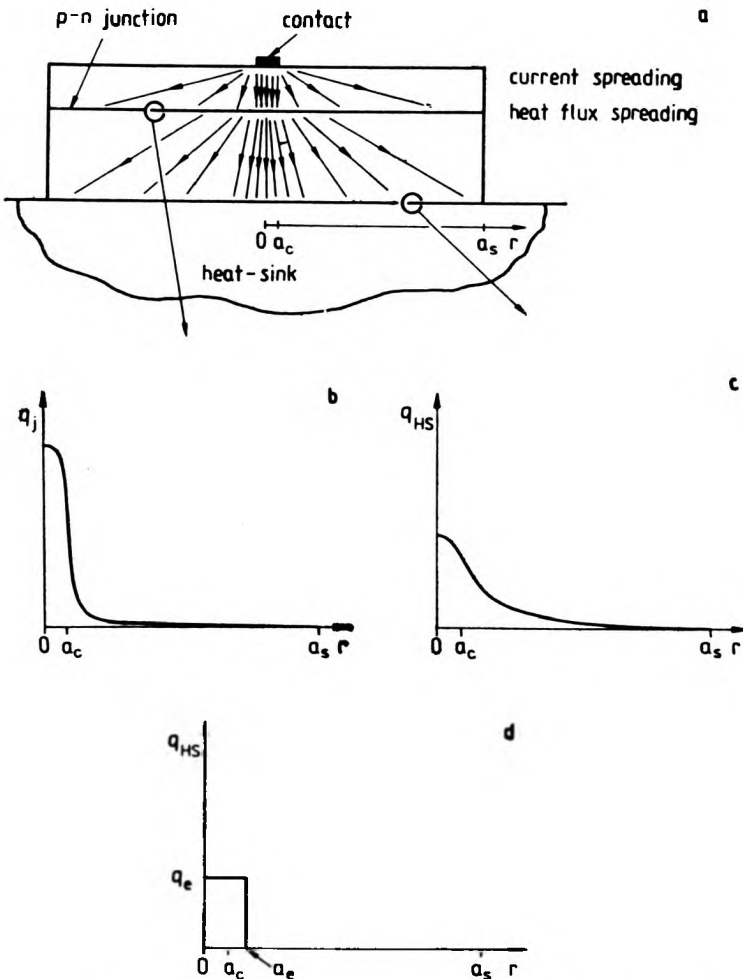 a
p-n junction
contact
current spreading
heat flux spreading
0 a_c a_s r
heat-sink
b
q_j
0 a_c a_s r
c
q_HS
0 a_c a_s r
d
q_HS
q_e
0 a_c a_e a_s r